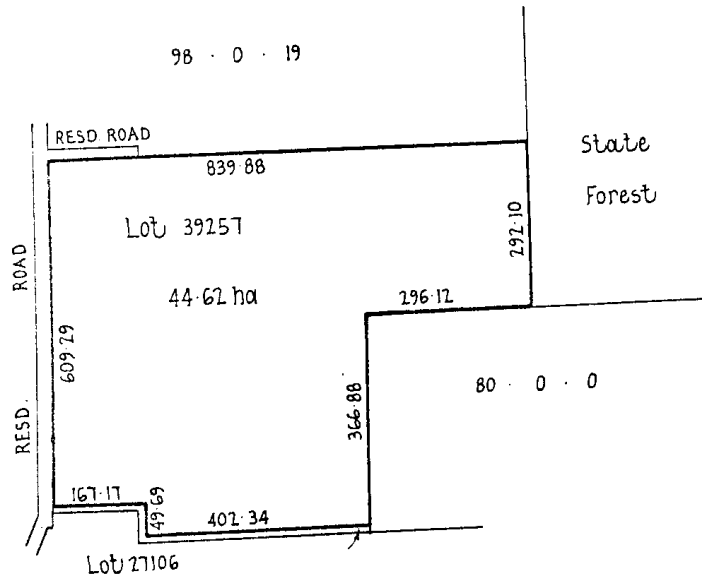 98 · 0 · 19
RESD. ROAD
839·88
State
Forest
Lot 39257
292·10
ROAD
44·62 ha
296·12
609·29
80 · 0 · 0
366·88
RESD.
167·17
49·69
402·34
Lot 27106